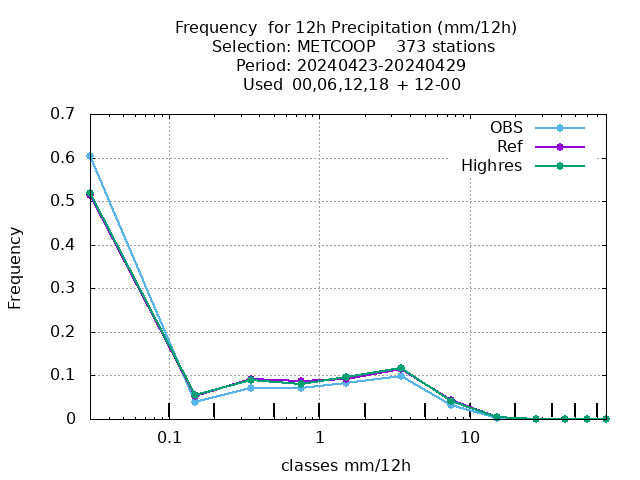 Frequency  for 12h Precipitation (mm/12h)
Selection: METCOOP    373 stations
Period: 20240423-20240429
Used  00,06,12,18 + 12-00
0.7
OBS
Ref
Highres
0.6
0.5
0.4
0.3
0.2
0.1
0
Frequency
0.1 1 10
classes mm/12h